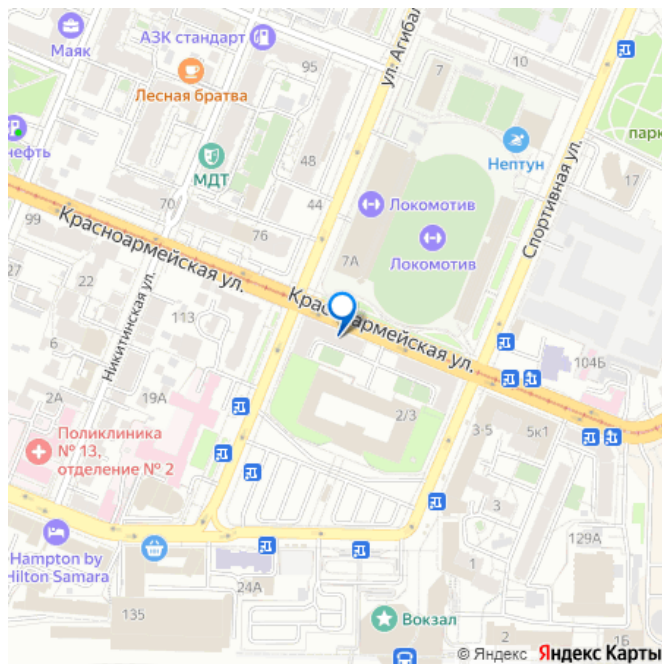 Маяк
АЗК стандарт
95
ул. Агибал
7
10
Лесная братва
нефть
МДТ
48
Нептун
парк
17
Спортивная ул.
70
44
Локомотив
99
Красноармейская ул.
76
7А
Локомотив
27
22
Никитинская ул.
113
Красноармейская ул.
6
104Б
2А
19А
2/3
3-5
5к1
Поликлиника
№ 13,
отделение № 2
3
129А
Hampton by
Hilton Samara
24А
1
135
Вокзал
2
16
© Яндекс Яндекс Карты